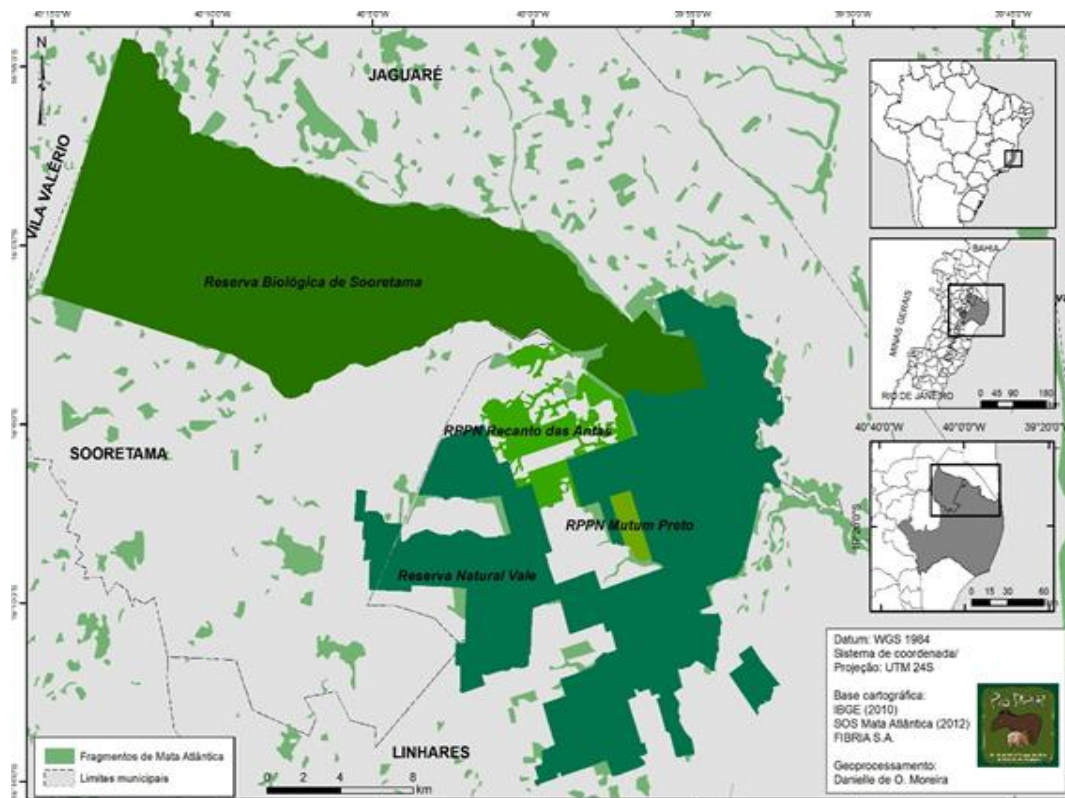 40°15'0"W
40°10'0"W
40°5'0"W
40°0'0"W
39°55'0"W
39°50'0"W
N
JAGUARÉ
VILA VALÉRIO
Reserva Biológica de Sooretama
RPPN Recanto das Antas
SOORETAMA
RPPN Mutum Preto
Reserva Natural Vale
LINHARES
Fragmentos de Mata Atlântica
Limites municipais
0 2 4 8
km
BAHIA
MINAS GERAIS
RIO DE JANEIRO
0 45 90 180
40°40'0"W 40°0'0"W 39°20'0"W
0 15 30 60
Datum: WGS 1984
Sistema de coordenada/
Projeção: UTM 24S
Base cartográfica:
IBGE (2010)
SOS Mata Atlântica (2012)
FIBRIA S.A.
Geoprocessamento:
Danielle de O. Moreira